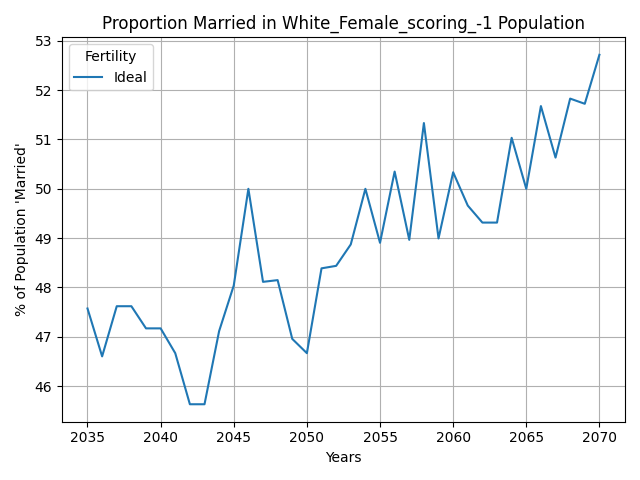 Proportion Married in White_Female_scoring_-1 Population
Fertility
Ideal
% of Population 'Married'
53
52
51
50
49
48
47
46
2035 2040 2045 2050 2055 2060 2065 2070
Years